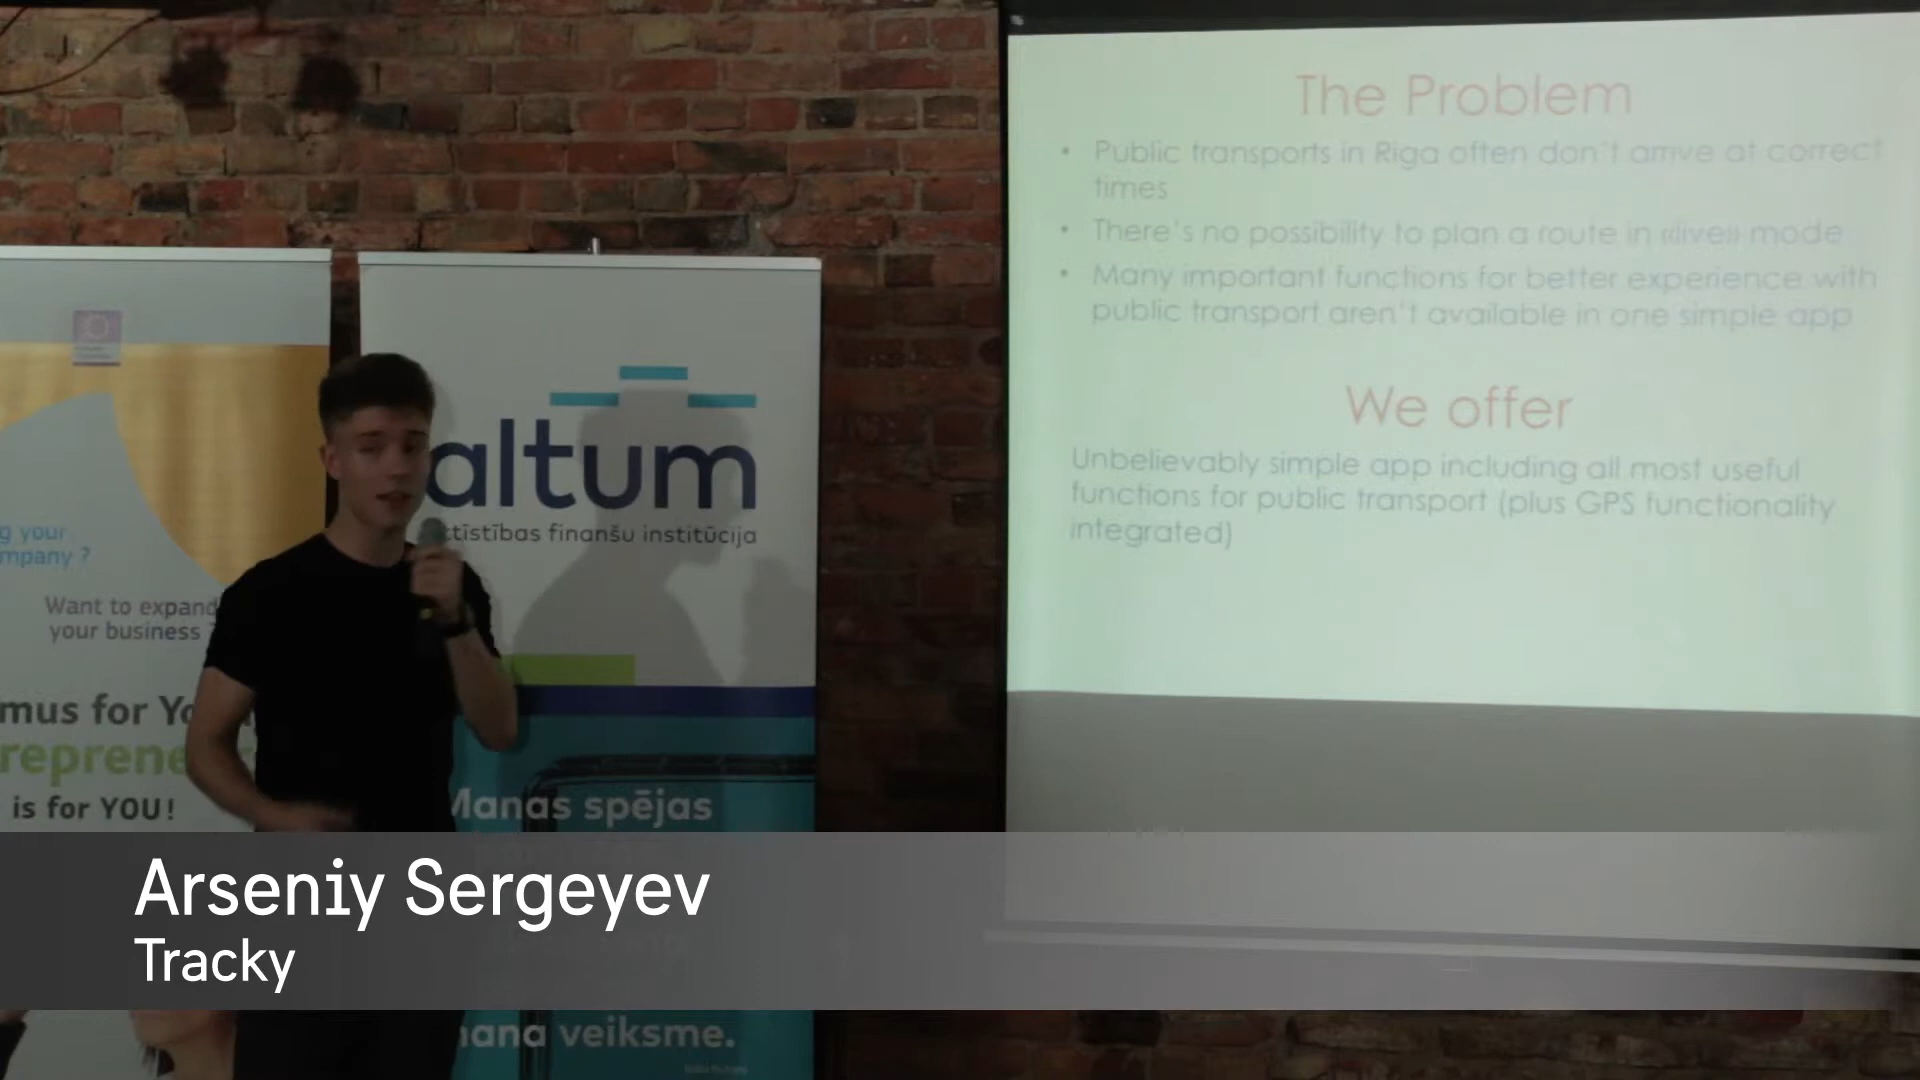 The Problem
• Public transports in Riga often don't arrive at correct
times
• There's no possibility to plan a route in "live" mode
• Many important functions for better experience with
public transport aren't available in one simple app
We offer
Unbelievably simple app including all most useful
functions for public transport (plus GPS functionality
integrated)
altum
finanšu institūcija
Manas spējas
veiksme.
g your
mpany ?
Want to expand
your business
mus for Yo
reprene
is for YOU!
Arseniy Sergeyev
Tracky